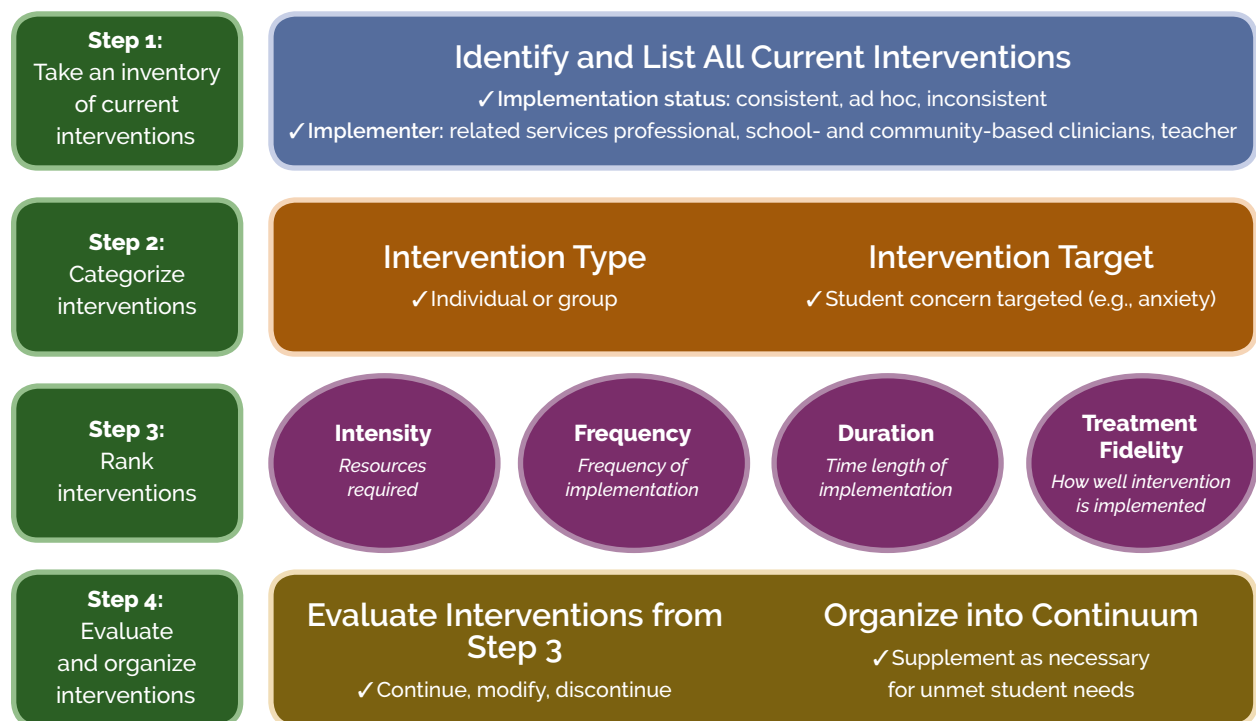 Step 1:
Take an inventory
of current
interventions
Identify and List All Current Interventions
✓Implementation status: consistent, ad hoc, inconsistent
✓Implementer: related services professional, school- and community-based clinicians, teacher
Step 2:
Categorize
interventions
Intervention Type
✓Individual or group
Intervention Target
✓Student concern targeted (e.g., anxiety)
Step 3:
Rank
interventions
Intensity
Resources
required
Frequency
Frequency of
implementation
Duration
Time length of
implementation
Treatment
Fidelity
How well intervention
is implemented
Step 4:
Evaluate
and organize
interventions
Evaluate Interventions from
Step 3
✓Continue, modify, discontinue
Organize into Continuum
✓Supplement as necessary
for unmet student needs